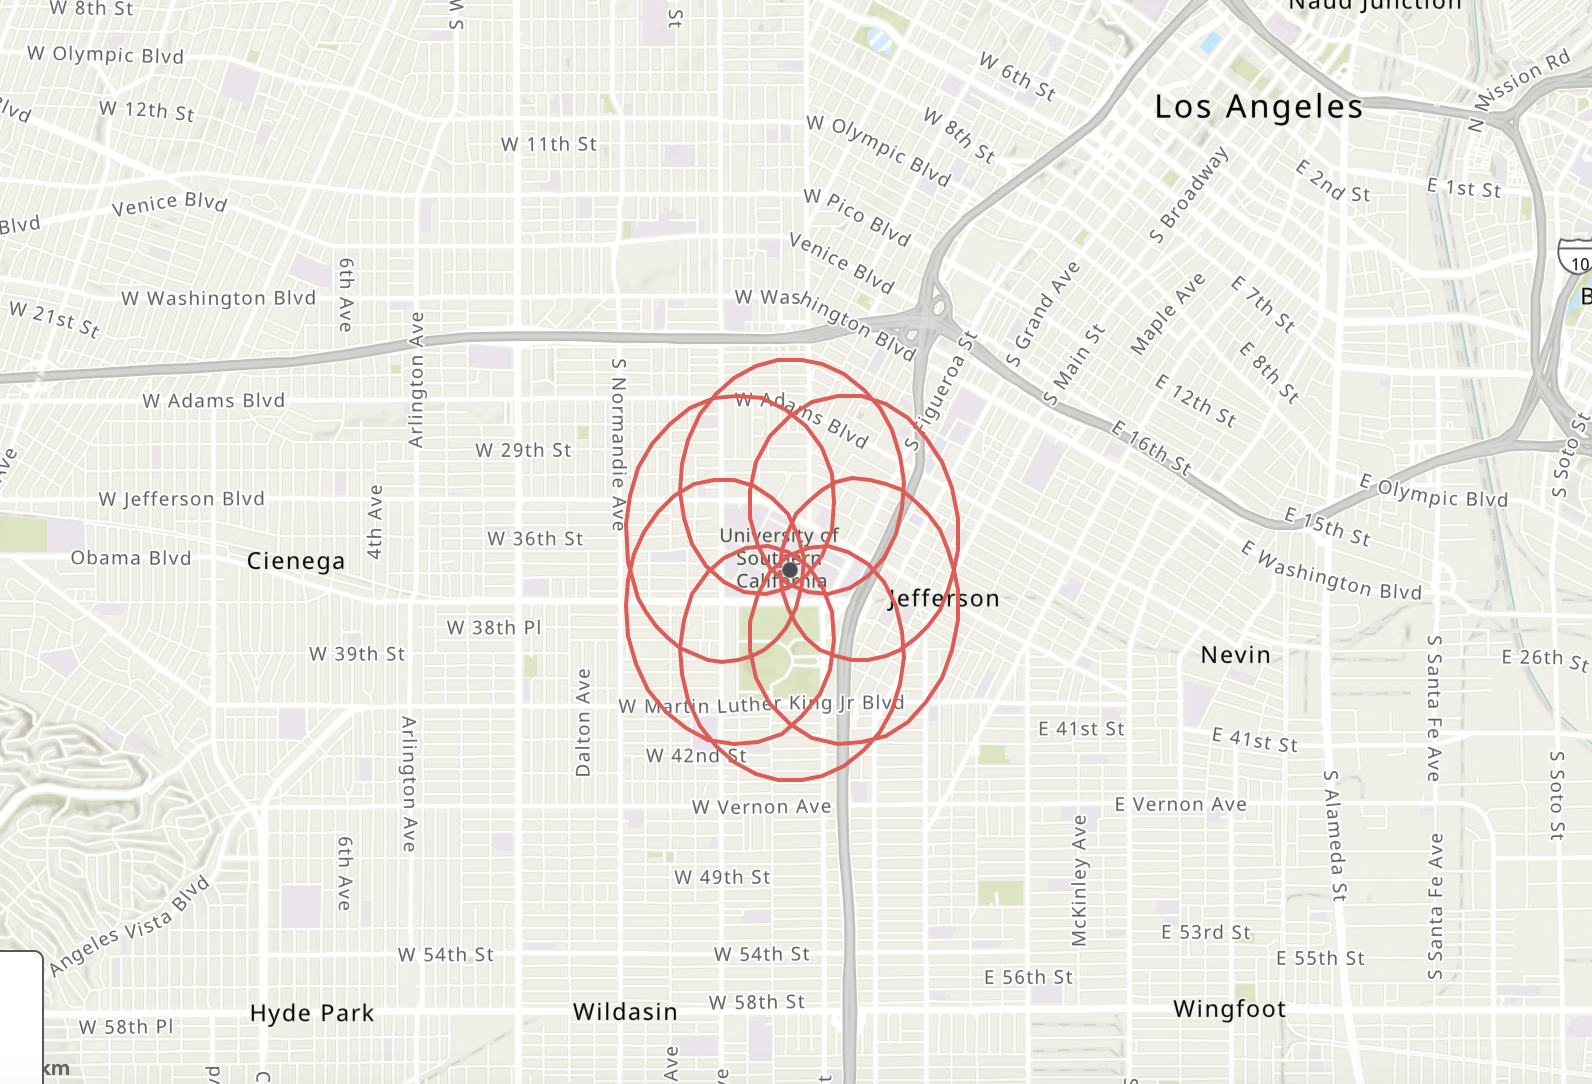 W 8th St
W S
St
Naud Junction
W Olympic Blvd
W 6th St
N Mission Rd
Los Angeles
lvd
W 12th St
W Olympic Blvd
W 8th St
W 11th St
E 2nd St
E 1st St
S Broadway
Venice Blvd
W Pico Blvd
Blvd
Venice Blvd
10
6th Ave
W Washington Blvd
W Washington Blvd
S Grand Ave
Maple Ave
E 7th St
B
W 21st St
Arlington Ave
S Main St
E 8th St
S Figueroa St
S Normandie Ave
W Adams Blvd
W Adams Blvd
E 12th St
S Soto St
W 29th St
E 16th St
Ave
W Jefferson Blvd
4th Ave
E Olympic Blvd
E 15th St
W 36th St
University of
Southern
California
Obama Blvd
Cienega
E Washington Blvd
Jefferson
W 38th Pl
W 39th St
Nevin
E 26th St
S Santa Fe Ave
Dalton Ave
W Martin Luther King Jr Blvd
E 41st St
E 41st St
Arlington Ave
W 42nd St
S Alameda St
S Soto St
W Vernon Ave
E Vernon Ave
6th Ave
McKinley Ave
S Santa Fe Ave
W 49th St
Angeles Vista Blvd
W 54th St
W 54th St
E 53rd St
E 55th St
E 56th St
Hyde Park
Wildasin
W 58th St
Wingfoot
W 58th Pl
km
Ave